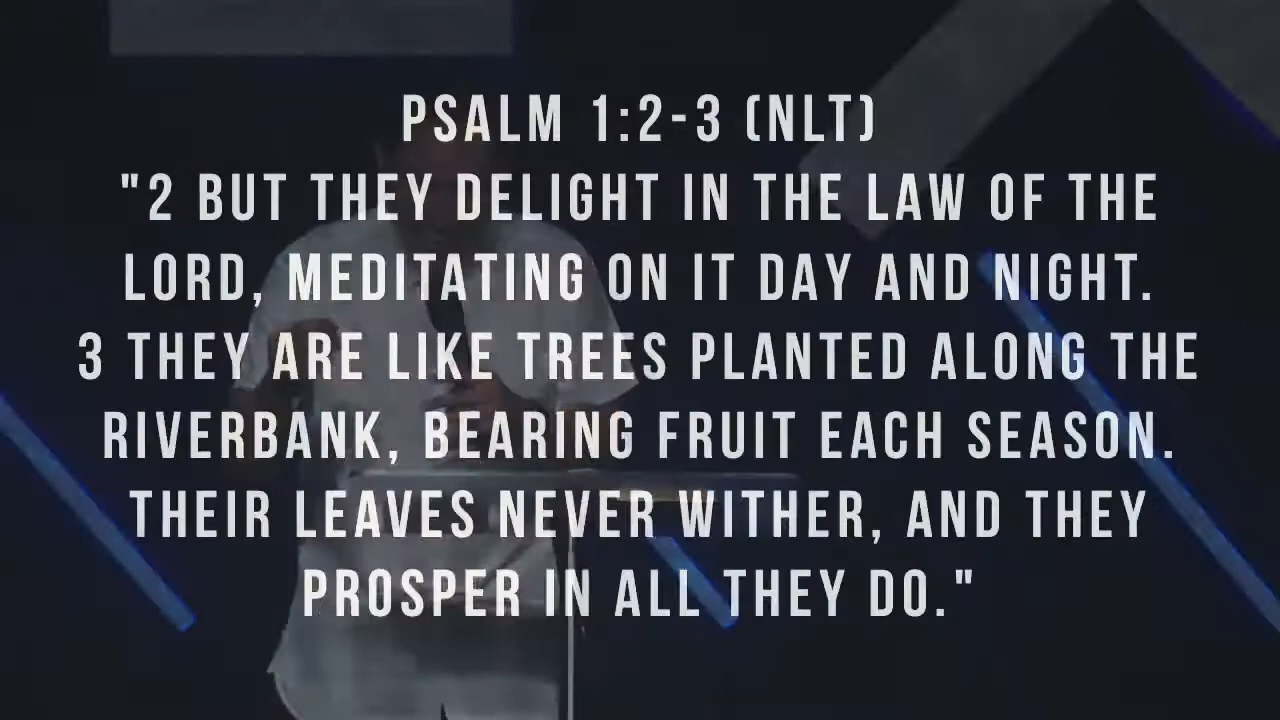 PSALM 1:2-3 (NLT)
"2 BUT THEY DELIGHT IN THE LAW OF THE
LORD, MEDITATING ON IT DAY AND NIGHT.
3 THEY ARE LIKE TREES PLANTED ALONG THE
RIVERBANK, BEARING FRUIT EACH SEASON.
THEIR LEAVES NEVER WITHER, AND THEY
PROSPER IN ALL THEY DO."